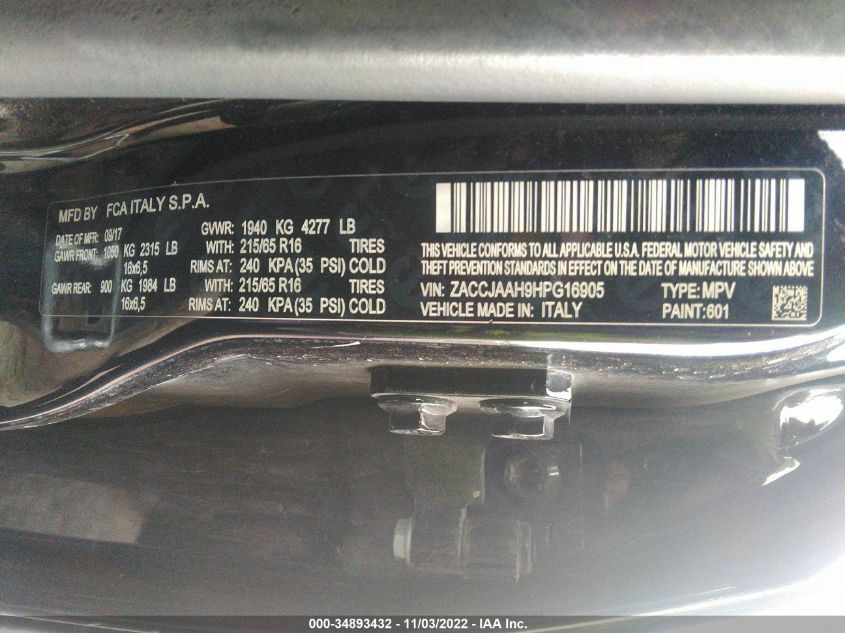 MFD BY FCA ITALY S.P.A.
DATE OF MFR: 09/17 GVWR: 1940 KG 4277 LB
GAWR FRONT: 1050 KG 2315 LB WITH: 215/65 R16 TIRES
16x6,5 RIMS AT: 240 KPA (35 PSI) COLD
GAWR REAR: 900 KG 1984 LB WITH: 215/65 R16 TIRES
16x6,5 RIMS AT: 240 KPA (35 PSI) COLD
THIS VEHICLE CONFORMS TO ALL APPLICABLE U.S.A. FEDERAL MOTOR VEHICLE SAFETY AND
THEFT PREVENTION STANDARDS IN EFFECT ON THE DATE OF MANUFACTURE SHOWN ABOVE.
VIN: ZACCJAAH9HPG16905 TYPE: MPV
VEHICLE MADE IN: ITALY PAINT: 601
000-34893432 - 11/03/2022 - IAA Inc.